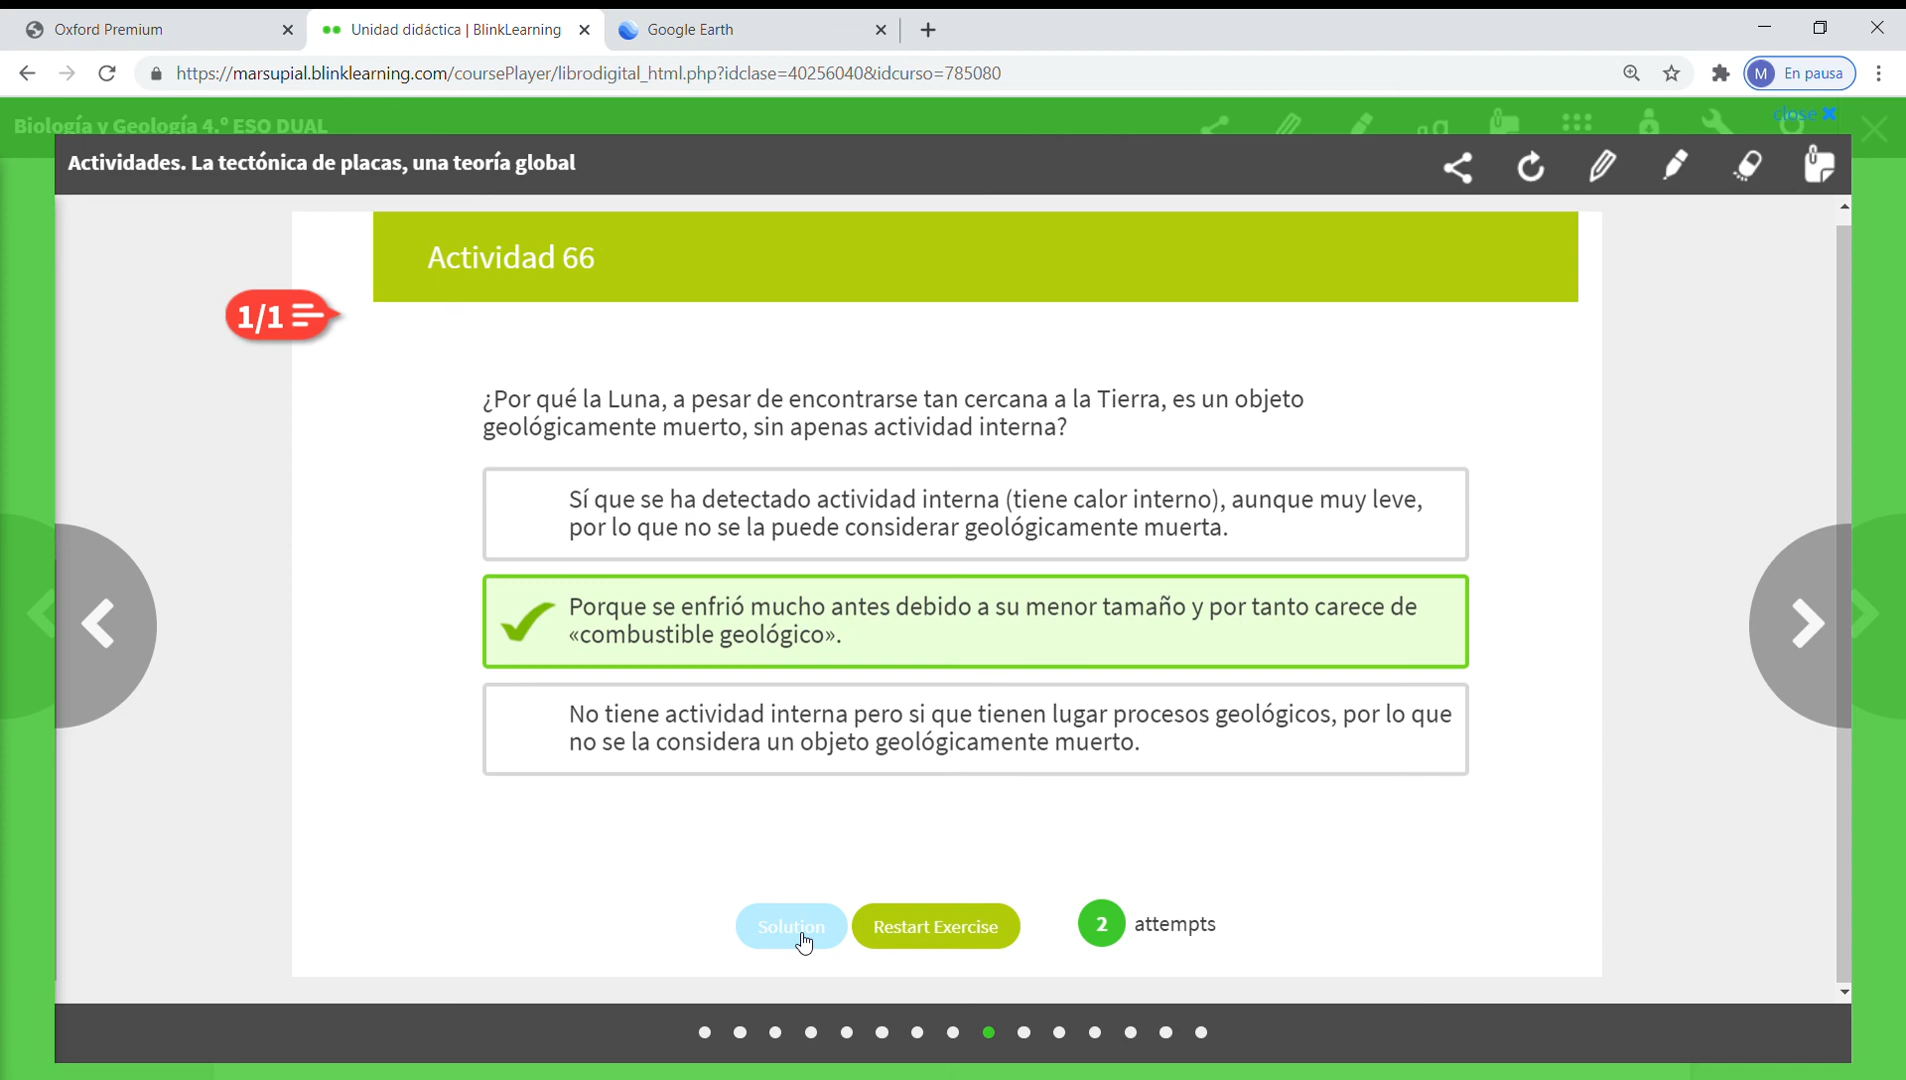 Oxford Premium
Unidad didáctica | BlinkLearning
Google Earth
https://marsupial.blinklearning.com/coursePlayer/librodigital_html.php?idclase=40256040&idcurso=785080
M En pausa
Biología y Geología 4.º ESO DUAL
close
Actividades. La tectónica de placas, una teoría global
Actividad 66
1/1
¿Por qué la Luna, a pesar de encontrarse tan cercana a la Tierra, es un objeto
geológicamente muerto, sin apenas actividad interna?
Sí que se ha detectado actividad interna (tiene calor interno), aunque muy leve,
por lo que no se la puede considerar geológicamente muerta.
Porque se enfrió mucho antes debido a su menor tamaño y por tanto carece de
«combustible geológico».
No tiene actividad interna pero si que tienen lugar procesos geológicos, por lo que
no se la considera un objeto geológicamente muerto.
Solution
Restart Exercise
2 attempts